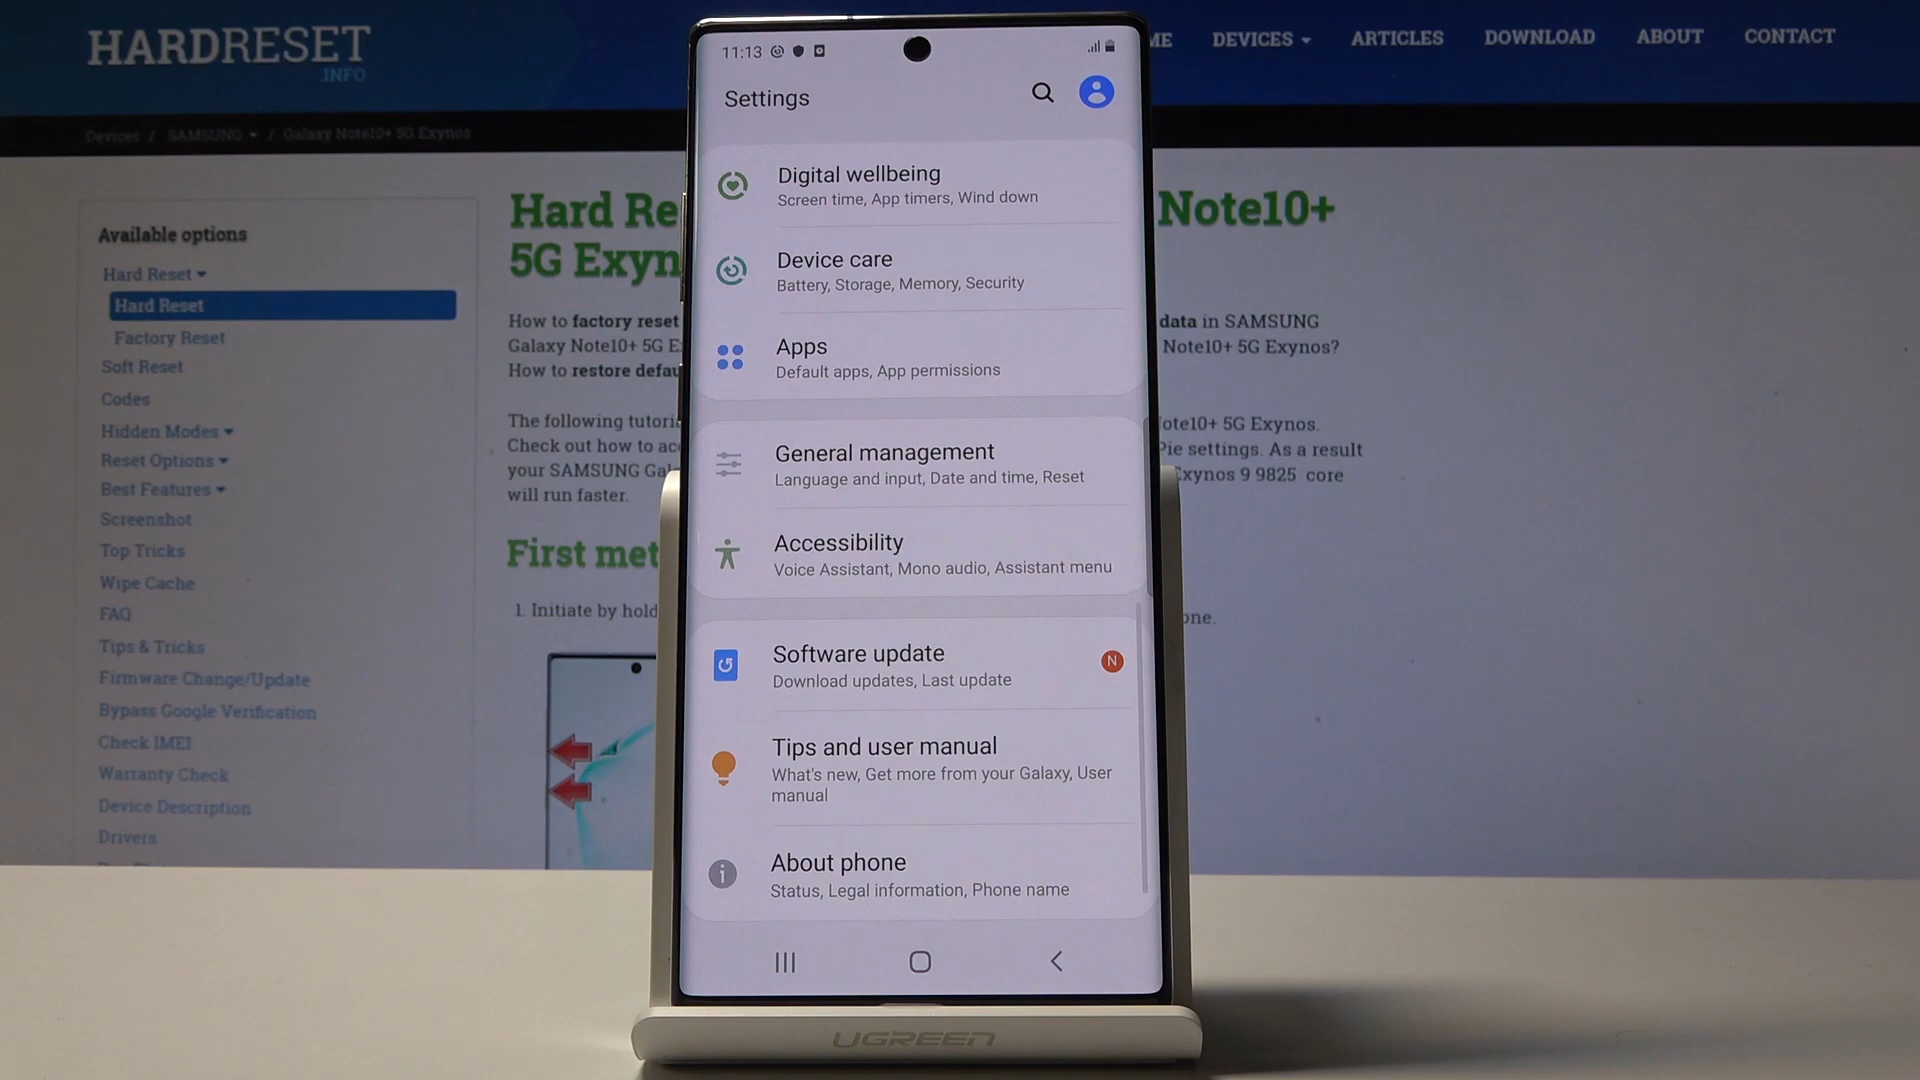 HARDRESET
.INFO
DEVICES
ARTICLES
DOWNLOAD
ABOUT
CONTACT
Devices / SAMSUNG / Galaxy Note10+ 5G Exynos
Available options
Hard Reset
Hard Reset
Factory Reset
Soft Reset
Codes
Hidden Modes
Reset Options
Best Features
Screenshot
Top Tricks
Wipe Cache
FAQ
Tips & Tricks
Firmware Change/Update
Bypass Google Verification
Check IMEI
Warranty Check
Device Description
Drivers
Hard Re
Note10+
5G Exyn
How to factory reset
data in SAMSUNG
Galaxy Note10+ 5G E
Note10+ 5G Exynos?
How to restore defau
The following tutori
ote10+ 5G Exynos.
Check out how to ac
Pie settings. As a result
your SAMSUNG Gal
Exynos 9 9825 core
will run faster.
First met
1. Initiate by hold
one.
11:13
Settings
Digital wellbeing
Screen time, App timers, Wind down
Device care
Battery, Storage, Memory, Security
Apps
Default apps, App permissions
General management
Language and input, Date and time, Reset
Accessibility
Voice Assistant, Mono audio, Assistant menu
Software update
N
Download updates, Last update
Tips and user manual
What's new, Get more from your Galaxy, User
manual
About phone
Status, Legal information, Phone name
UGREEN